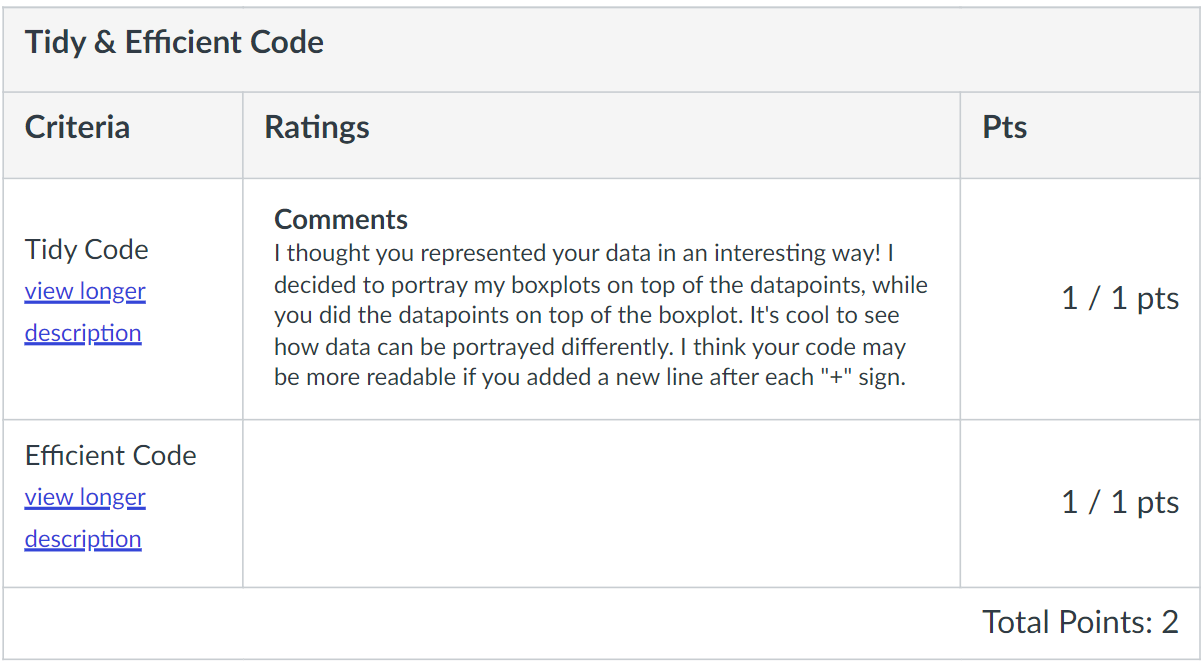 Tidy & Efficient Code
Criteria
Ratings
Pts
Tidy Code
view longer
description
Comments
I thought you represented your data in an interesting way! I
decided to portray my boxplots on top of the datapoints, while
you did the datapoints on top of the boxplot. It's cool to see
how data can be portrayed differently. I think your code may
be more readable if you added a new line after each "+" sign.
1 / 1 pts
Efficient Code
view longer
description
1 / 1 pts
Total Points: 2